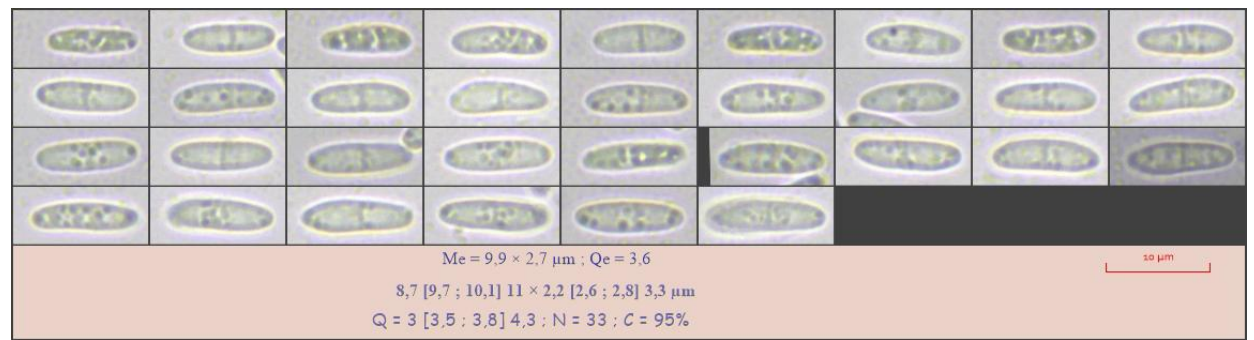 Me = 9,9 × 2,7 µm ; Qe = 3,6
10 µm
8,7 [9,7 ; 10,1] 11 × 2,2 [2,6 ; 2,8] 3,3 µm
Q = 3 [3,5 ; 3,8] 4,3 ; N = 33 ; C = 95%